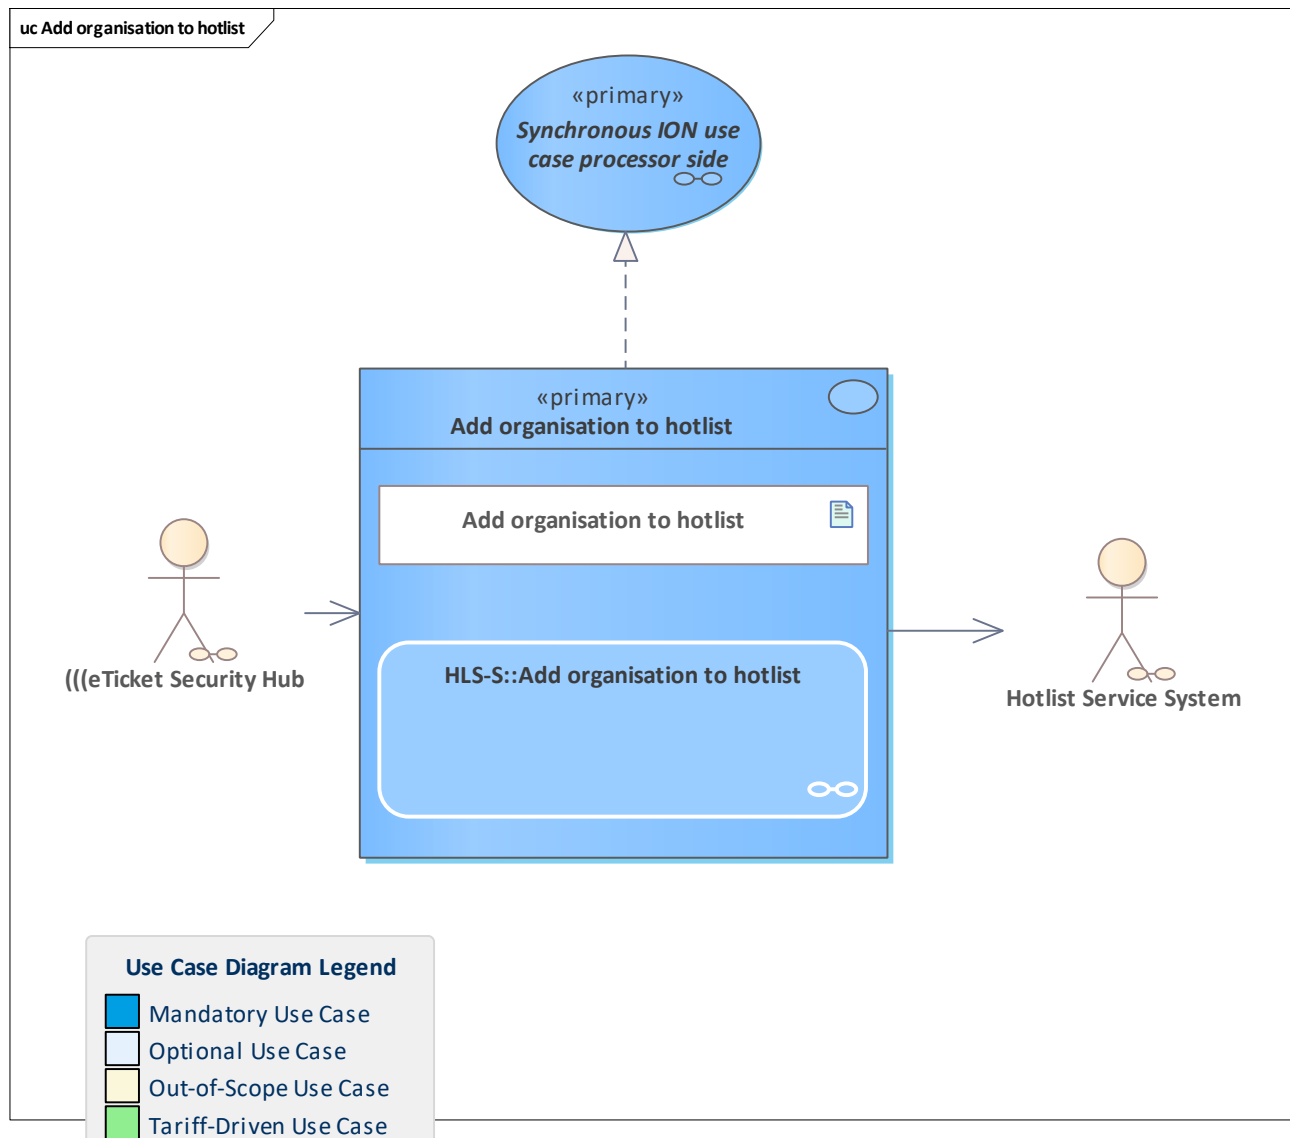 uc Add organisation to hotlist
«primary»
Synchronous ION use
case processor side
«primary»
Add organisation to hotlist
Add organisation to hotlist
(((eTicket Security Hub
HLS-S::Add organisation to hotlist
Hotlist Service System
Use Case Diagram Legend
Mandatory Use Case
Optional Use Case
Out-of-Scope Use Case
Tariff-Driven Use Case